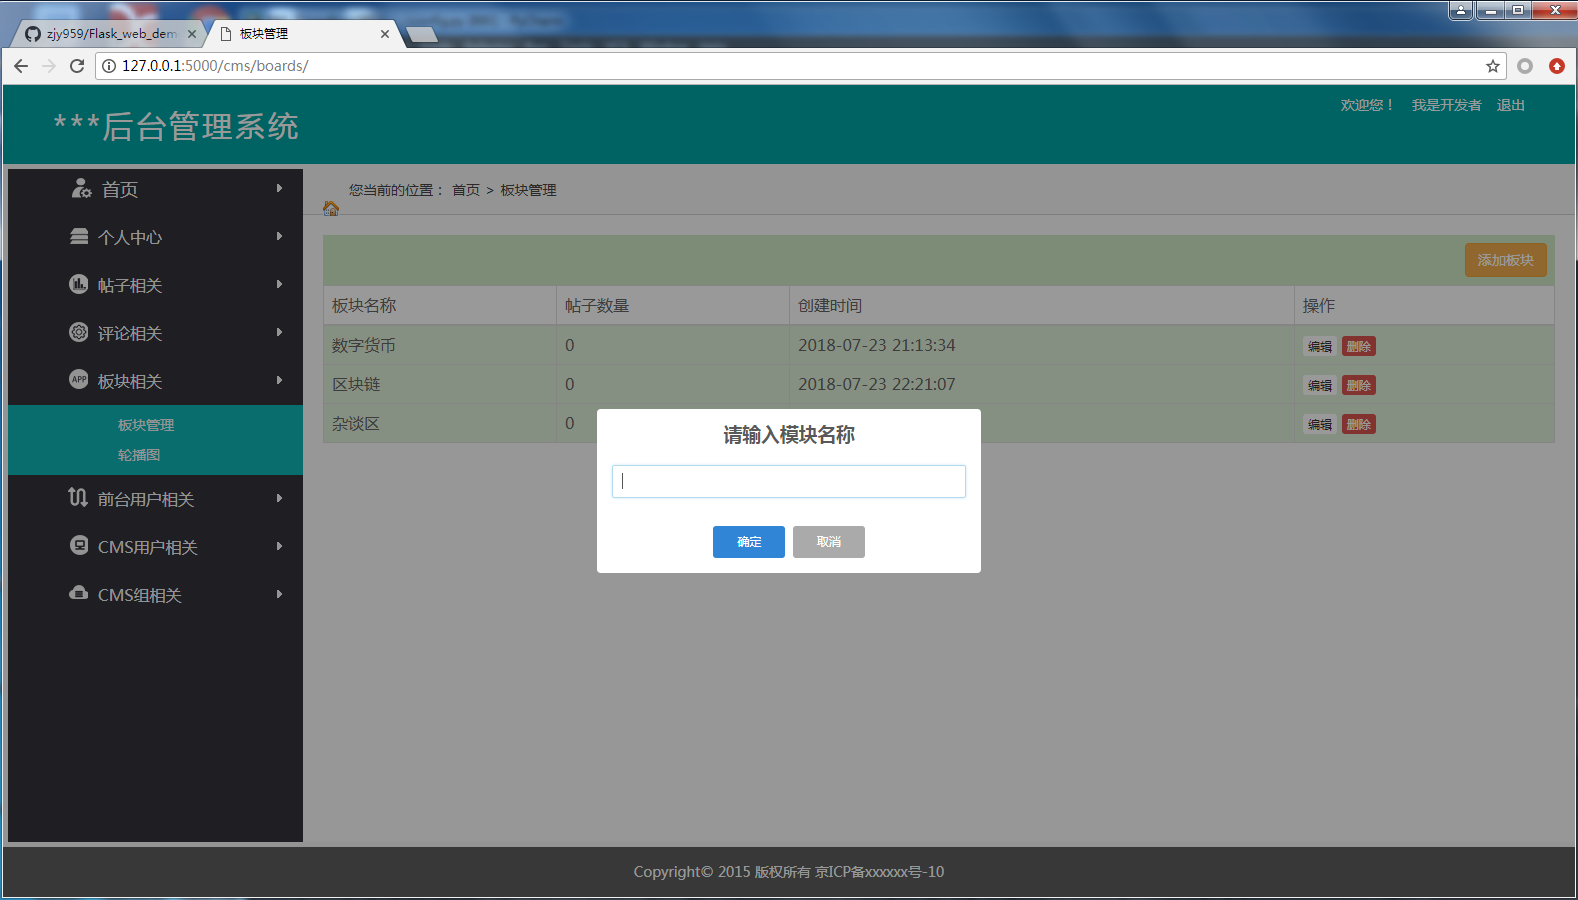 zjy959/Flask_web_dem
板块管理
127.0.0.1:5000/cms/boards/
***后台管理系统
欢迎您！ 我是开发者 退出
首页
个人中心
帖子相关
评论相关
APP 板块相关
板块管理
轮播图
前台用户相关
CMS用户相关
CMS组相关
您当前的位置： 首页 > 板块管理
添加板块
板块名称 帖子数量 创建时间 操作
数字货币 0 2018-07-23 21:13:34 编辑 删除
区块链 0 2018-07-23 22:21:07 编辑 删除
杂谈区 0 编辑 删除
请输入模块名称
确定 取消
Copyright© 2015 版权所有 京ICP备xxxxxx号-10